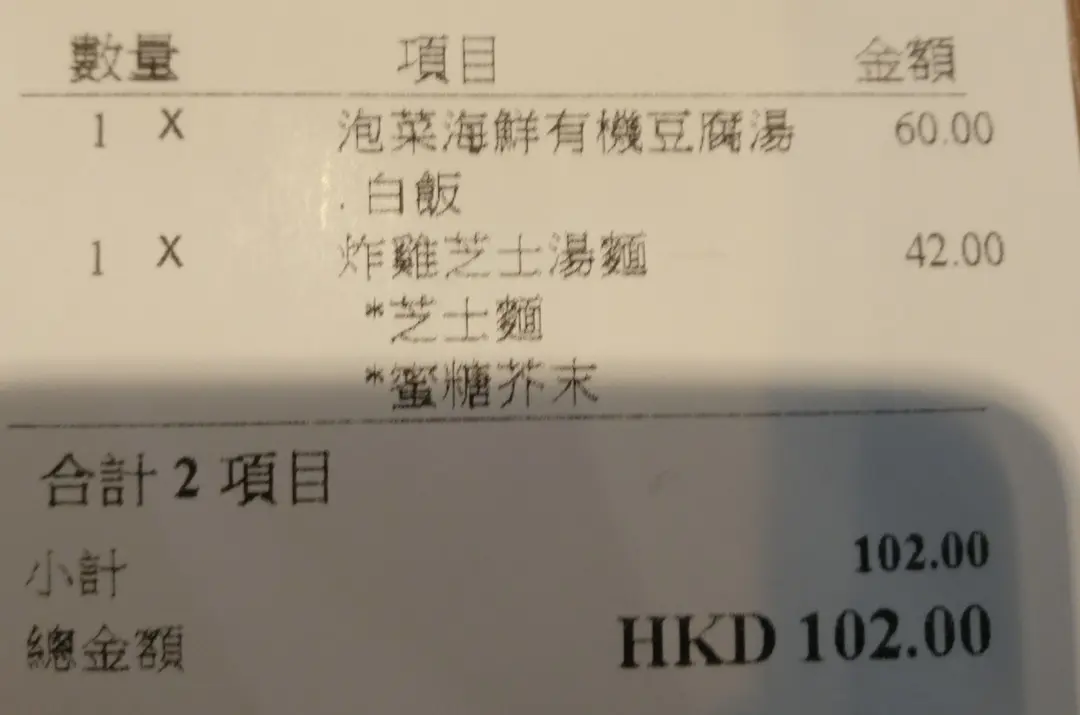 數量 項目 金額
1 X 泡菜海鮮有機豆腐湯 60.00
. 白飯
1 X 炸雞芝士湯麵 42.00
*芝士麵
*蜜糖芥末
合計 2 項目
小計 102.00
總金額 HKD 102.00